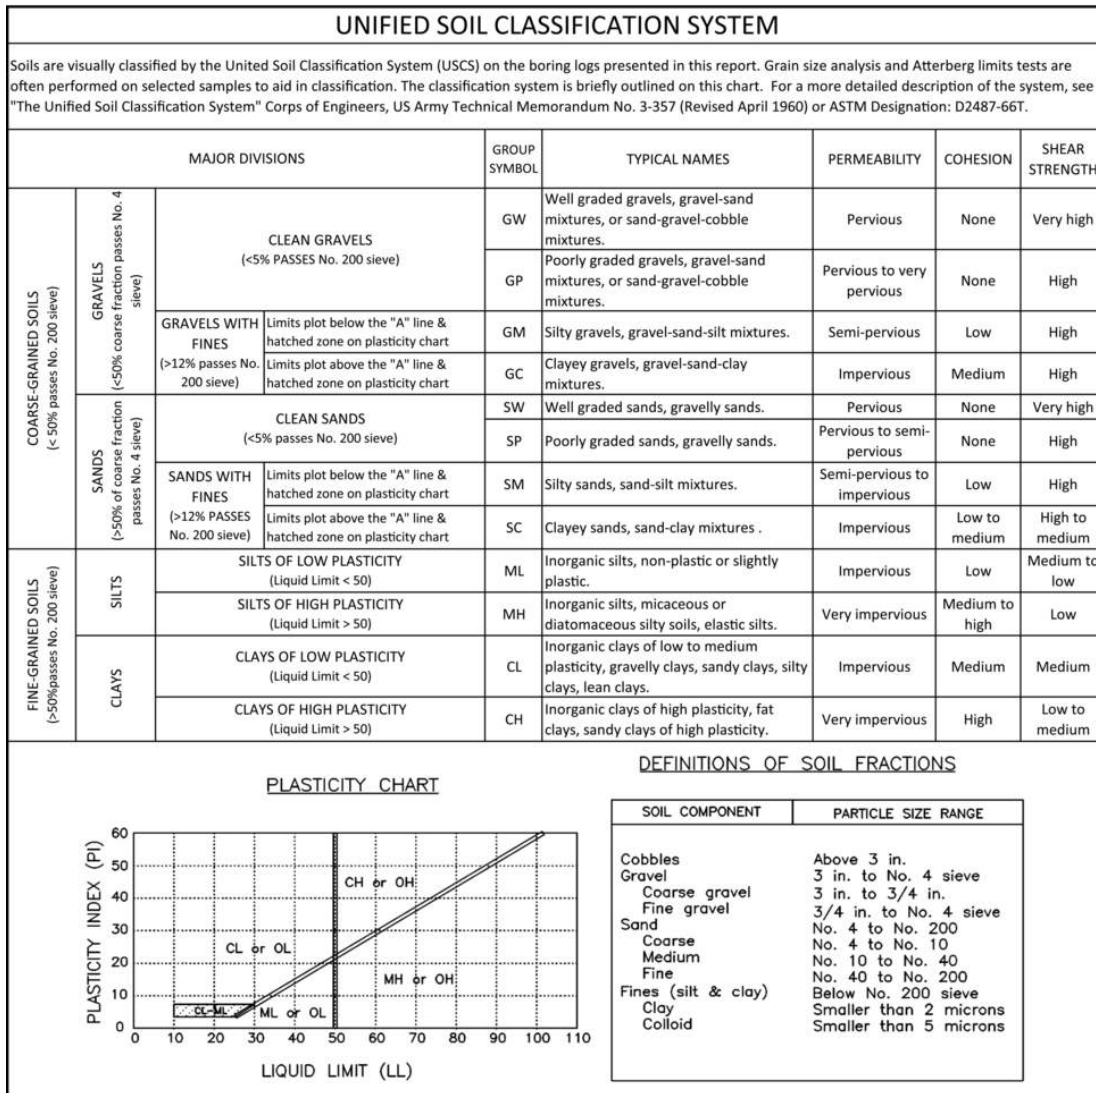 UNIFIED SOIL CLASSIFICATION SYSTEM
Soils are visually classified by the United Soil Classification System (USCS) on the boring logs presented in this report. Grain size analysis and Atterberg limits tests are
often performed on selected samples to aid in classification. The classification system is briefly outlined on this chart. For a more detailed description of the system, see
"The Unified Soil Classification System" Corps of Engineers, US Army Technical Memorandum No. 3-357 (Revised April 1960) or ASTM Designation: D2487-66T.
MAJOR DIVISIONS
GROUP
SYMBOL
TYPICAL NAMES
PERMEABILITY
COHESION
SHEAR
STRENGTH
COARSE-GRAINED SOILS
(< 50% passes No. 200 sieve)
GRAVELS
(<50% coarse fraction passes No. 4
sieve)
CLEAN GRAVELS
(<5% PASSES No. 200 sieve)
GW
Well graded gravels, gravel-sand
mixtures, or sand-gravel-cobble
mixtures.
Pervious
None
Very high
GP
Poorly graded gravels, gravel-sand
mixtures, or sand-gravel-cobble
mixtures.
Pervious to very
pervious
None
High
GRAVELS WITH
FINES
(>12% passes No.
200 sieve)
Limits plot below the "A" line &
hatched zone on plasticity chart
GM
Silty gravels, gravel-sand-silt mixtures.
Semi-pervious
Low
High
Limits plot above the "A" line &
hatched zone on plasticity chart
GC
Clayey gravels, gravel-sand-clay
mixtures.
Impervious
Medium
High
SANDS
(>50% of coarse fraction
passes No. 4 sieve)
CLEAN SANDS
(<5% passes No. 200 sieve)
SW
Well graded sands, gravelly sands.
Pervious
None
Very high
SP
Poorly graded sands, gravelly sands.
Pervious to semi-
pervious
None
High
SANDS WITH
FINES
(>12% PASSES
No. 200 sieve)
Limits plot below the "A" line &
hatched zone on plasticity chart
SM
Silty sands, sand-silt mixtures.
Semi-pervious to
impervious
Low
High
Limits plot above the "A" line &
hatched zone on plasticity chart
SC
Clayey sands, sand-clay mixtures .
Impervious
Low to
medium
High to
medium
FINE-GRAINED SOILS
(>50%passes No. 200 sieve)
SILTS
SILTS OF LOW PLASTICITY
(Liquid Limit < 50)
ML
Inorganic silts, non-plastic or slightly
plastic.
Impervious
Low
Medium to
low
SILTS OF HIGH PLASTICITY
(Liquid Limit > 50)
MH
Inorganic silts, micaceous or
diatomaceous silty soils, elastic silts.
Very impervious
Medium to
high
Low
CLAYS
CLAYS OF LOW PLASTICITY
(Liquid Limit < 50)
CL
Inorganic clays of low to medium
plasticity, gravelly clays, sandy clays, silty
clays, lean clays.
Impervious
Medium
Medium
CLAYS OF HIGH PLASTICITY
(Liquid Limit > 50)
CH
Inorganic clays of high plasticity, fat
clays, sandy clays of high plasticity.
Very impervious
High
Low to
medium
PLASTICITY CHART
PLASTICITY INDEX (PI)
60
50
40
30
20
10
0
CH or OH
CL or OL
MH or OH
CL-ML
ML or OL
0 10 20 30 40 50 60 70 80 90 100 110
LIQUID LIMIT (LL)
DEFINITIONS OF SOIL FRACTIONS
SOIL COMPONENT PARTICLE SIZE RANGE
Cobbles Above 3 in.
Gravel 3 in. to No. 4 sieve
Coarse gravel 3 in. to 3/4 in.
Fine gravel 3/4 in. to No. 4 sieve
Sand No. 4 to No. 200
Coarse No. 4 to No. 10
Medium No. 10 to No. 40
Fine No. 40 to No. 200
Fines (silt & clay) Below No. 200 sieve
Clay Smaller than 2 microns
Colloid Smaller than 5 microns